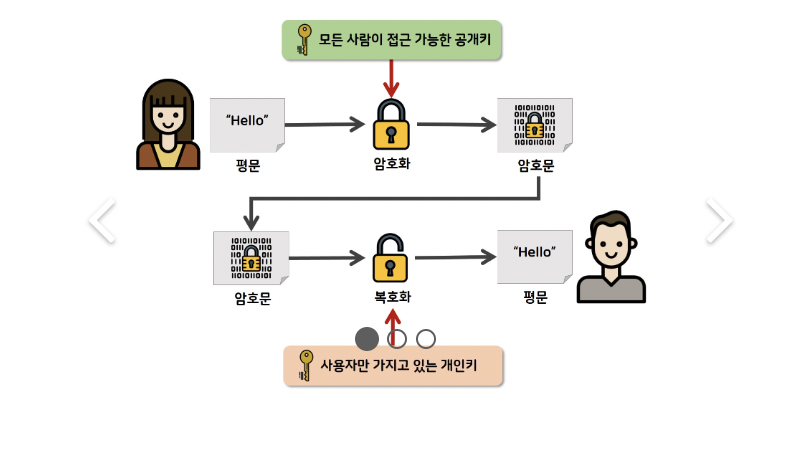 모든 사람이 접근 가능한 공개키
“Hello”
평문
암호화
암호문
암호문
복호화
“Hello”
평문
사용자만 가지고 있는 개인키